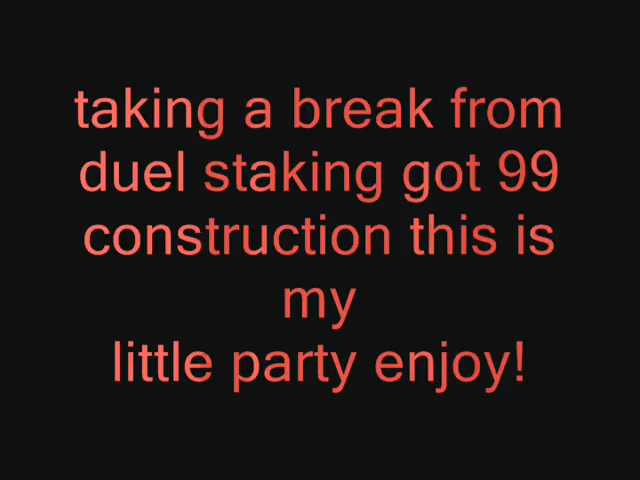 taking a break from
duel staking got 99
construction this is
my
little party enjoy!